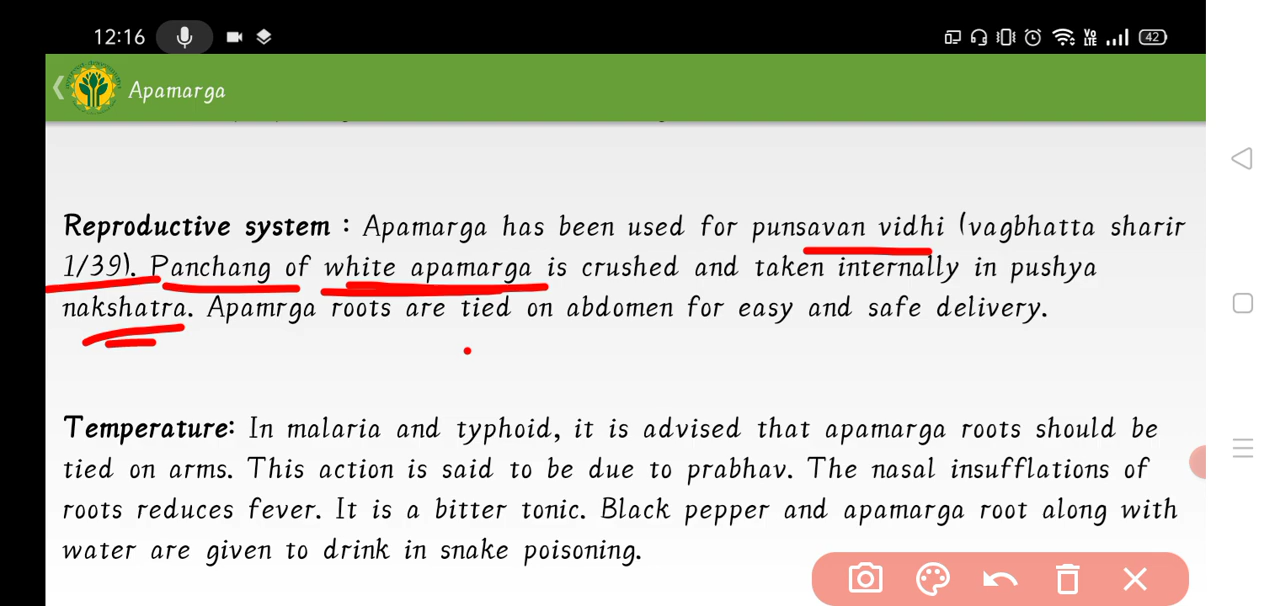 12:16
Vo LTE 42
Apamarga
Reproductive system : Apamarga has been used for punsavan vidhi (vagbhatta sharir
1/39). Panchang of white apamarga is crushed and taken internally in pushya
nakshatra. Apamrga roots are tied on abdomen for easy and safe delivery.
Temperature: In malaria and typhoid, it is advised that apamarga roots should be
tied on arms. This action is said to be due to prabhav. The nasal insufflations of
roots reduces fever. It is a bitter tonic. Black pepper and apamarga root along with
water are given to drink in snake poisoning.